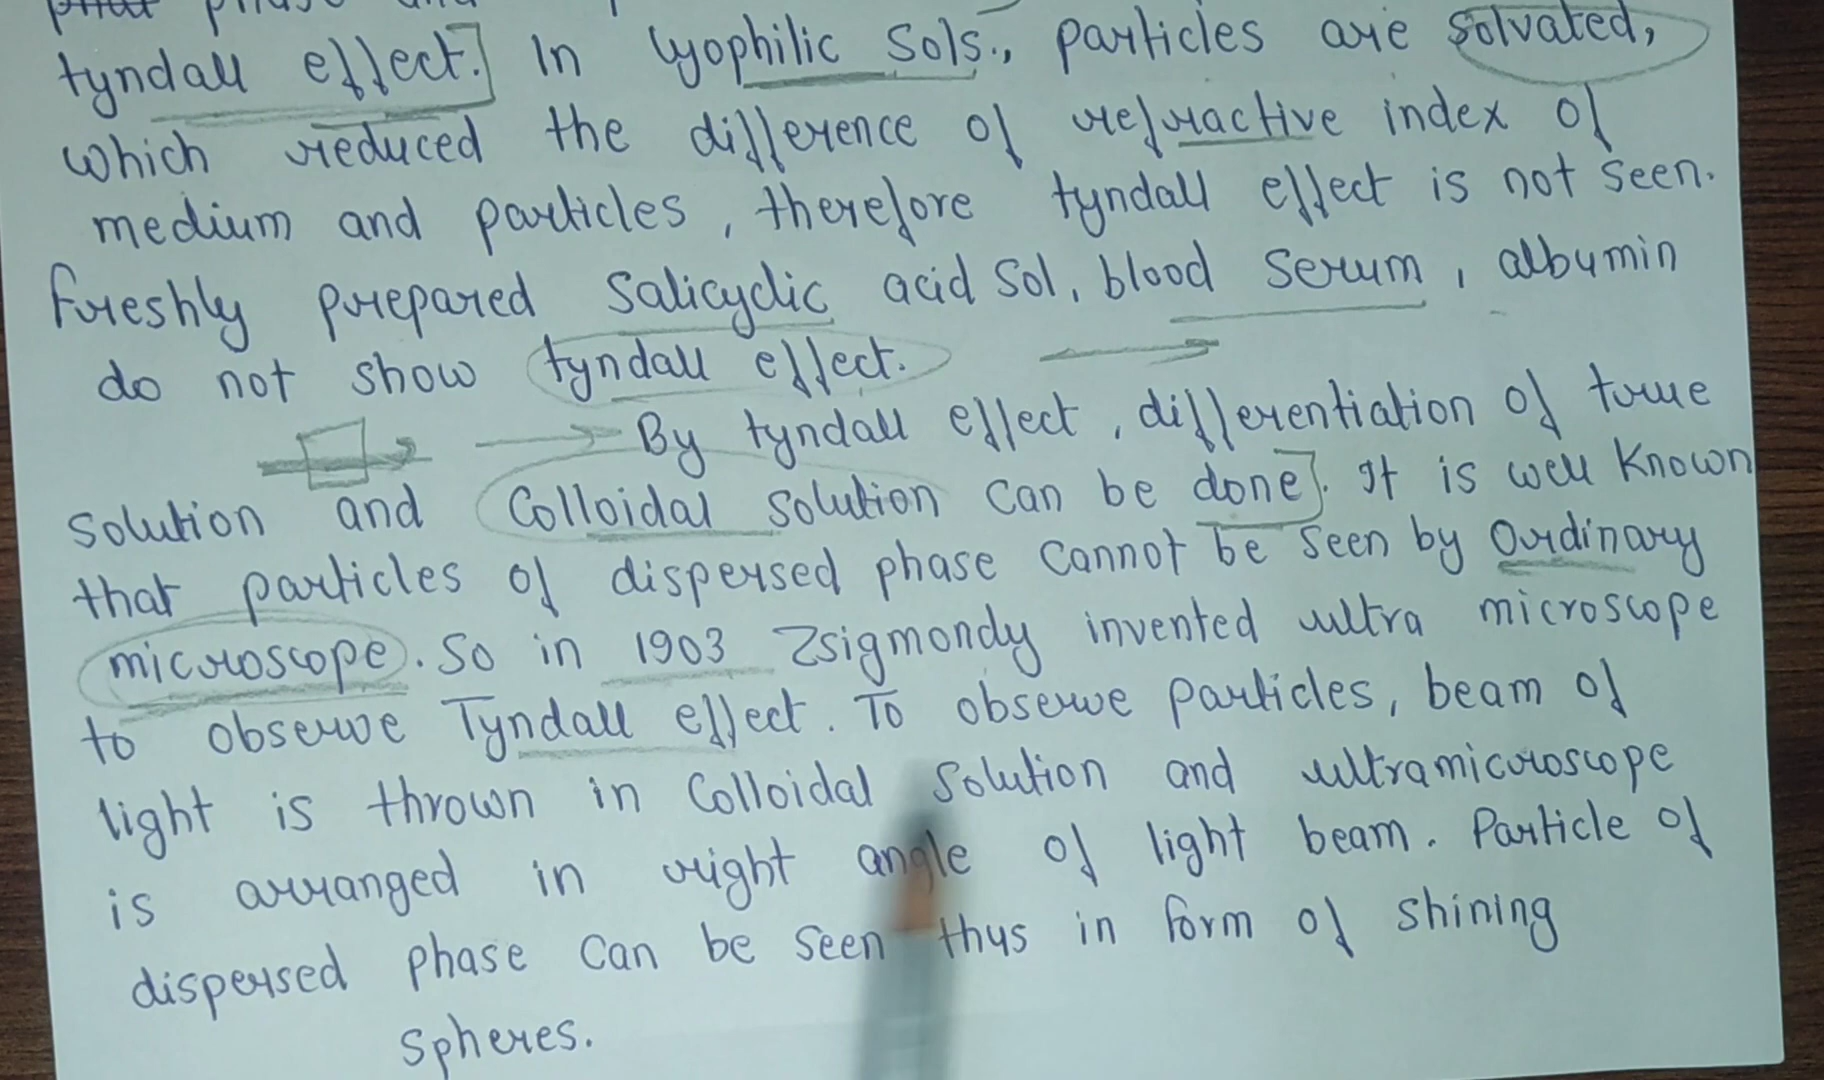 phase and
tyndall effect. In lyophilic sols., particles are solvated,
which reduced the difference of refractive index of
medium and particles, therefore tyndall effect is not seen.
freshly prepared salicyclic acid sol, blood serum, albumin
do not show tyndall effect.
By tyndall effect, differentiation of true
solution and Colloidal solution can be done. It is well known
that particles of dispersed phase cannot be seen by Ordinary
microscope. So in 1903 Zsigmondy invented ultra microscope
to observe Tyndall effect. To observe particles, beam of
light is thrown in Colloidal solution and ultramicroscope
is arranged in right angle of light beam. Particle of
dispersed phase can be seen thus in form of shining
spheres.